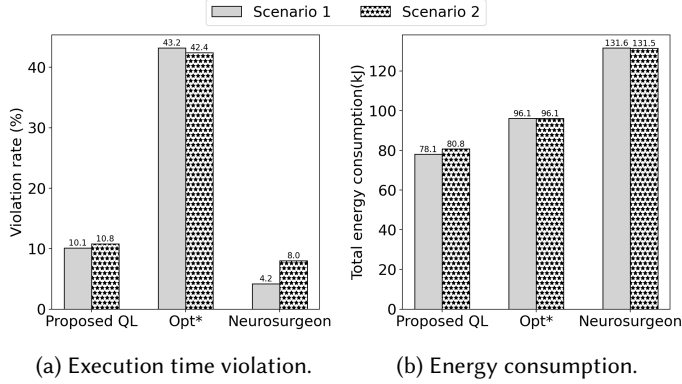 Scenario 1 Scenario 2
Violation rate (%)
40
30
20
10
0
10.1 10.8
43.2 42.4
4.2 8.0
Proposed QL Opt* Neurosurgeon
(a) Execution time violation.
Total energy consumption(kJ)
120
100
80
60
40
20
0
78.1 80.8
96.1 96.1
131.6 131.5
Proposed QL Opt* Neurosurgeon
(b) Energy consumption.